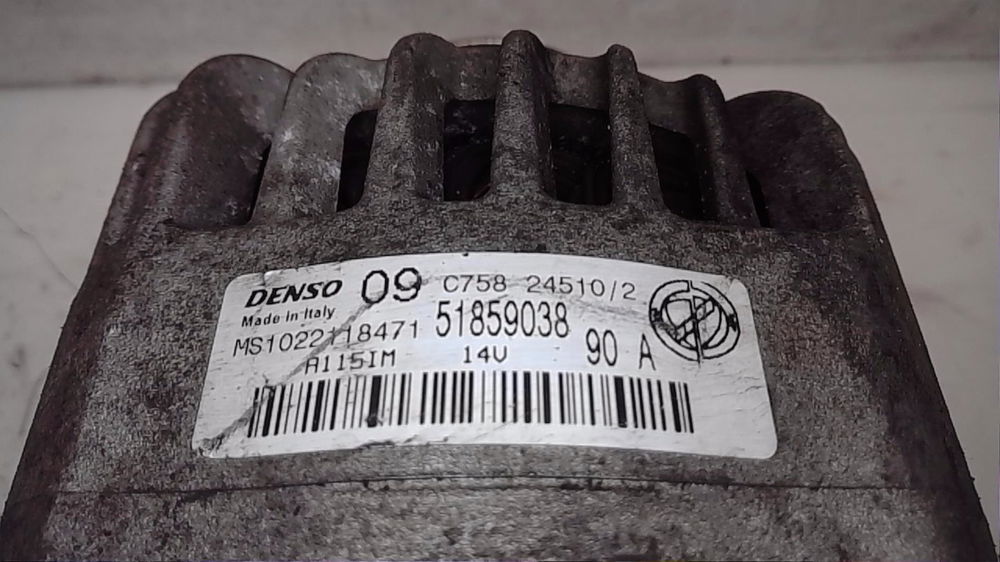 DENSO 09 C758 24510/2
Made in Italy
MS1022118471 51859038
A115IM 14V 90 A